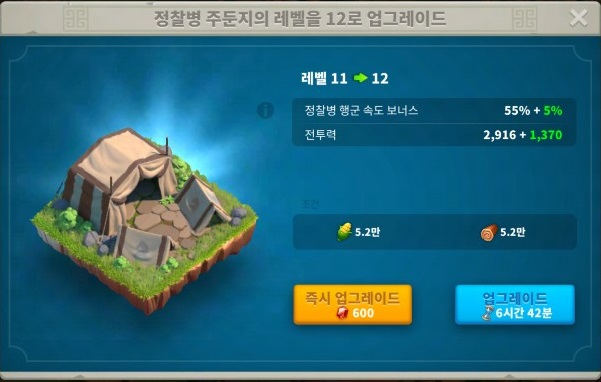 정찰병 주둔지의 레벨을 12로 업그레이드
레벨 11 12
정찰병 행군 속도 보너스 55% + 5%
전투력 2,916 + 1,370
조건
5.2만 5.2만
즉시 업그레이드 업그레이드
600 6시간 42분